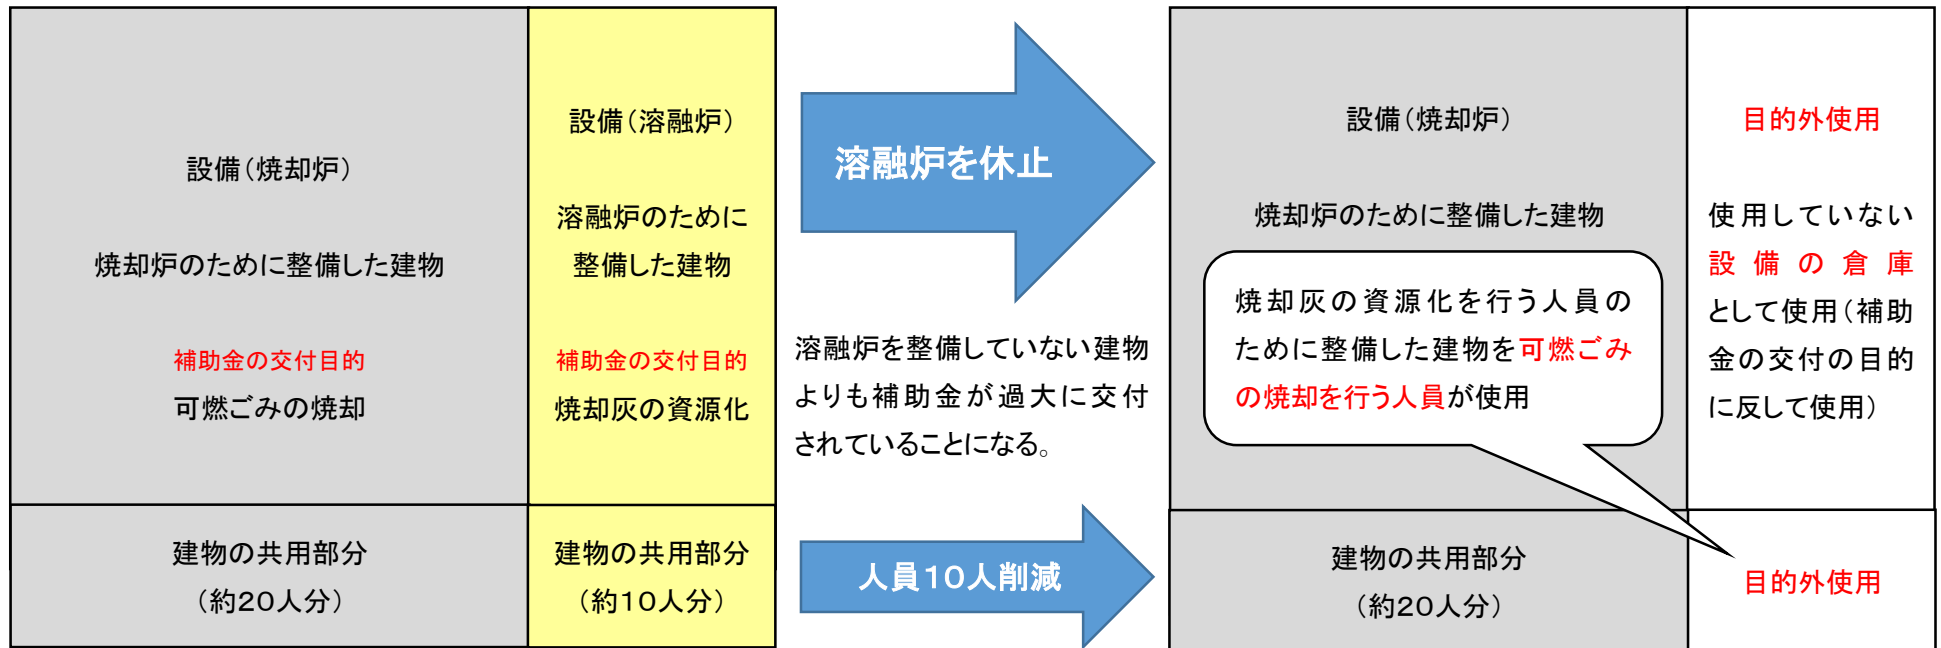 設備（焼却炉）
焼却炉のために整備した建物
補助金の交付目的
可燃ごみの焼却
建物の共用部分
（約２０人分）
設備（溶融炉）
溶融炉のために
整備した建物
補助金の交付目的
焼却灰の資源化
建物の共用部分
（約１０人分）
溶融炉を休止
溶融炉を整備していない建物
よりも補助金が過大に交付
されていることになる。
人員１０人削減
設備（焼却炉）
焼却炉のために整備した建物
焼却灰の資源化を行う人員の
ために整備した建物を可燃ごみ
の焼却を行う人員が使用
建物の共用部分
（約２０人分）
目的外使用
使用していない
設備の倉庫
として使用（補助
金の交付の目的
に反して使用）
目的外使用